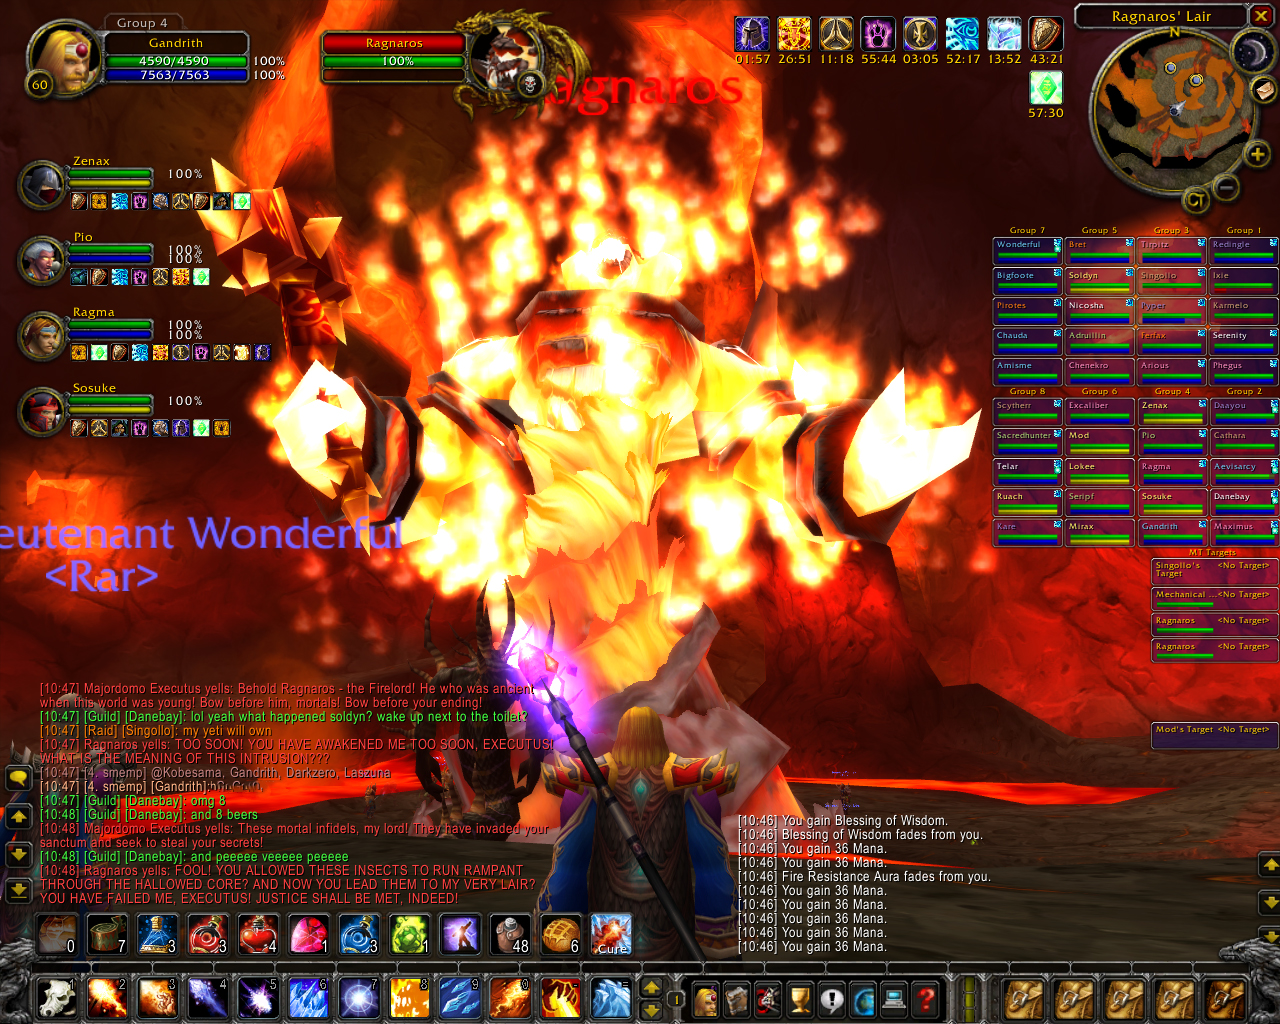 Group 4
Gandrith
4590/4590 100%
7563/7563 100%
60
Ragnaros
100%
Ragnaros
01:57 26:51 11:18 55:44 03:05 52:17 13:52 43:21
57:30
Ragnaros' Lair
N
Zenax
100%
Pio
100%
100%
Ragma
100%
100%
Sosuke
100%
Group 7 Group 5 Group 3 Group 1
Wonderful Bret Tirpitz Redingle
Bigfoote Soldyn Singollo Ixie
Pirotes Nicosha Pyper Karmelo
Chauda Adruillin Terlax Serenity
Amisme Chenekro Arious Phegus
Group 8 Group 6 Group 4 Group 2
Scytherr Excaliber Zenax Daayou
Sacredhunter Mod Pio Cathara
Telar Lokee Ragma Aevisarcy
Ruach Seripf Sosuke Danebay
Kare Mirax Gandrith Maximus
MT Targets
Singollo's Target <No Target>
Mechanical ... <No Target>
Ragnaros <No Target>
Ragnaros <No Target>
Mod's Target <No Target>
eutenant Wonderful
<Rar>
[10:47] Majordomo Executus yells: Behold Ragnaros - the Firelord! He who was ancient
when this world was young! Bow before him, mortals! Bow before your ending!
[10:47] [Guild] [Danebay]: lol yeah what happened soldyn? wake up next to the toilet?
[10:47] [Raid] [Singollo]: my yeti will own
[10:47] Ragnaros yells: TOO SOON! YOU HAVE AWAKENED ME TOO SOON, EXECUTUS!
WHAT IS THE MEANING OF THIS INTRUSION???
[10:47] [4. smemp] @Kobesama, Gandrith, Darkzero, Laszuna
[10:47] [4. smemp] [Gandrith]:
[10:47] [Guild] [Danebay]: omg 8
[10:48] [Guild] [Danebay]: and 8 beers
[10:48] Majordomo Executus yells: These mortal infidels, my lord! They have invaded your
sanctum and seek to steal your secrets!
[10:48] [Guild] [Danebay]: and peeeee veeeee peeeee
[10:48] Ragnaros yells: FOOL! YOU ALLOWED THESE INSECTS TO RUN RAMPANT
THROUGH THE HALLOWED CORE? AND NOW YOU LEAD THEM TO MY VERY LAIR?
YOU HAVE FAILED ME, EXECUTUS! JUSTICE SHALL BE MET, INDEED!
[10:46] You gain Blessing of Wisdom.
[10:46] Blessing of Wisdom fades from you.
[10:46] You gain 36 Mana.
[10:46] You gain 36 Mana.
[10:46] Fire Resistance Aura fades from you.
[10:46] You gain 36 Mana.
[10:46] You gain 36 Mana.
[10:46] You gain 36 Mana.
[10:46] You gain 36 Mana.
[10:46] You gain 36 Mana.
0 7 3 3 4 1 3 1 48 6 Cure
1 2 3 4 5 6 7 8 9 0 - =
1